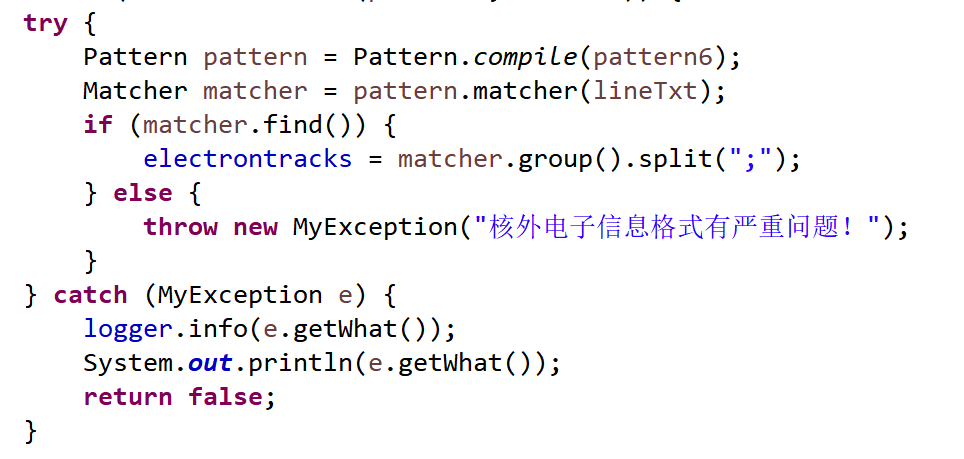 try {
Pattern pattern = Pattern.compile(pattern6);
Matcher matcher = pattern.matcher(lineTxt);
if (matcher.find()) {
electrontracks = matcher.group().split(";");
} else {
throw new MyException("核外电子信息格式有严重问题！");
}
} catch (MyException e) {
logger.info(e.getWhat());
System.out.println(e.getWhat());
return false;
}